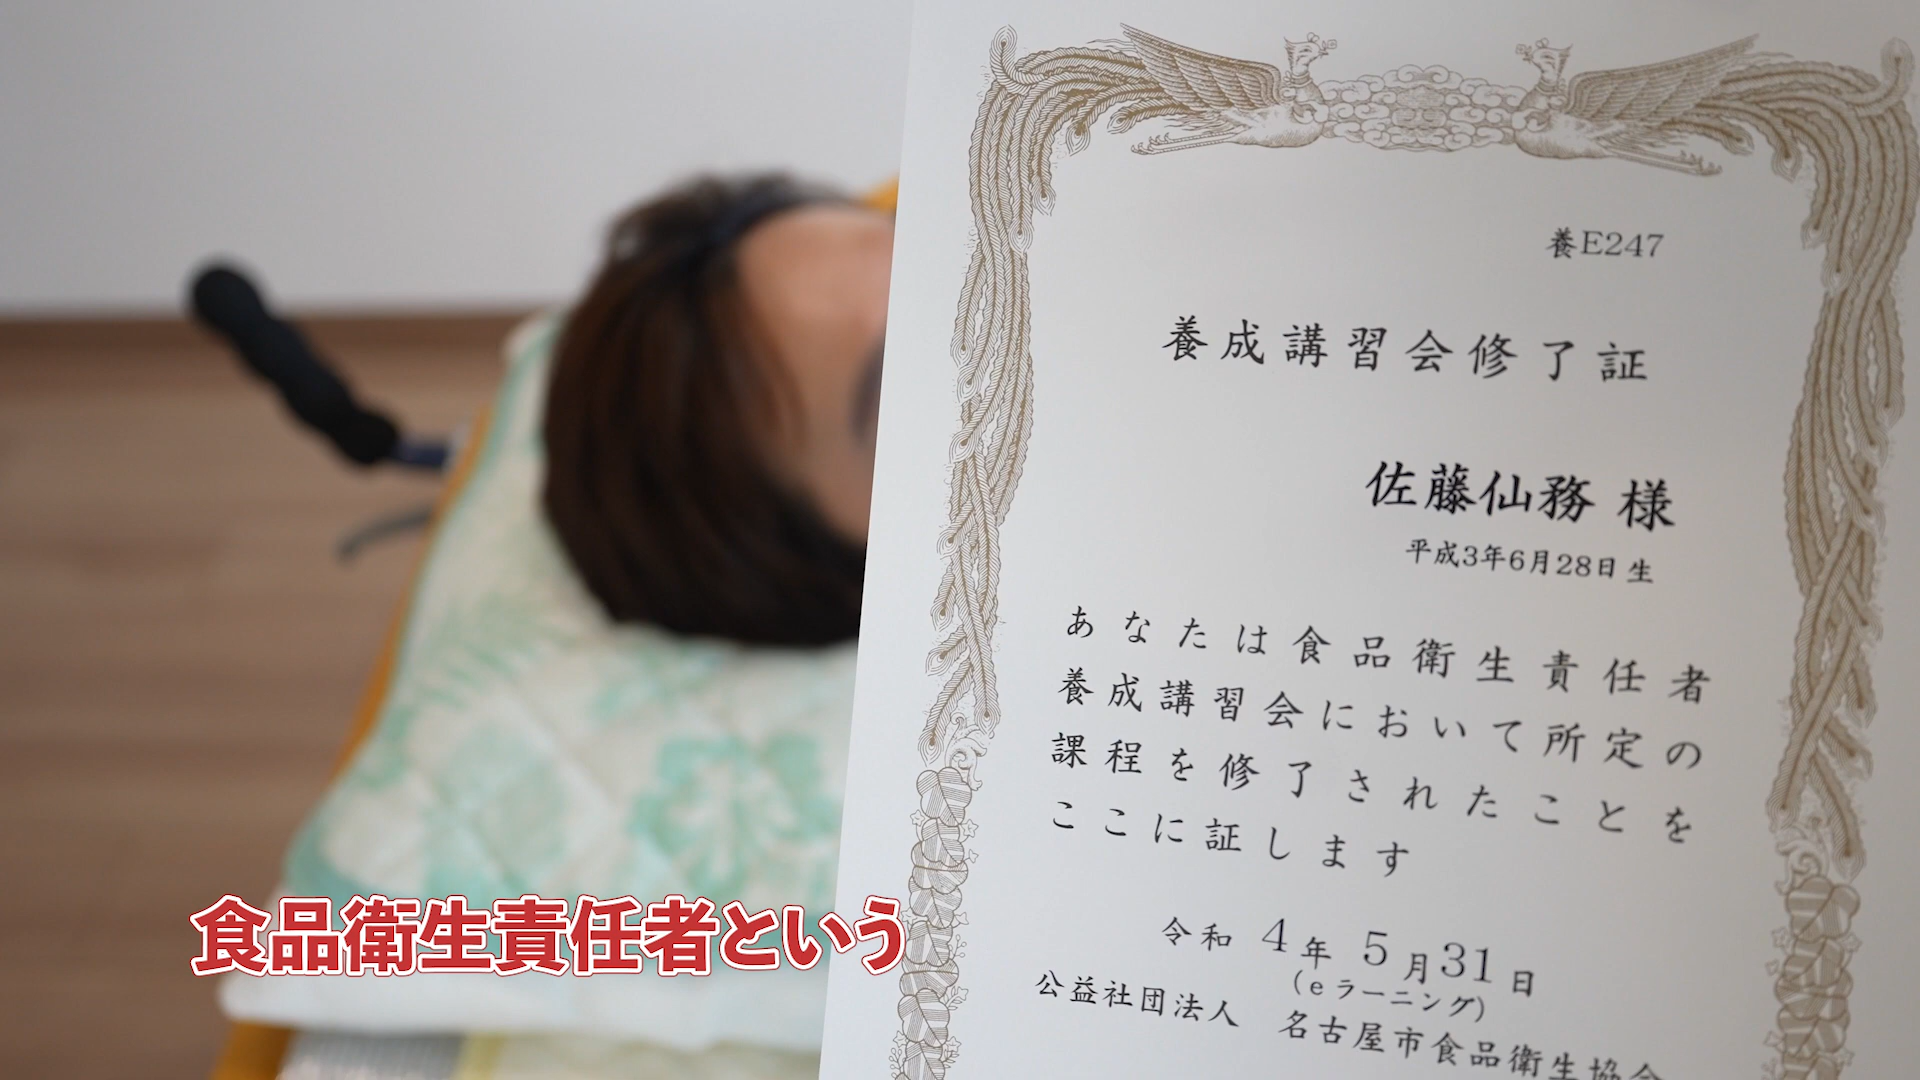 養E247
養成講習会修了証
佐藤仙務 様
平成3年6月28日生
あなたは食品衛生責任者
養成講習会において所定の
課程を修了されたことを
ここに証します
令和 4年 5月31日
(eラーニング)
公益社団法人 名古屋市食品衛生協会
食品衛生責任者という